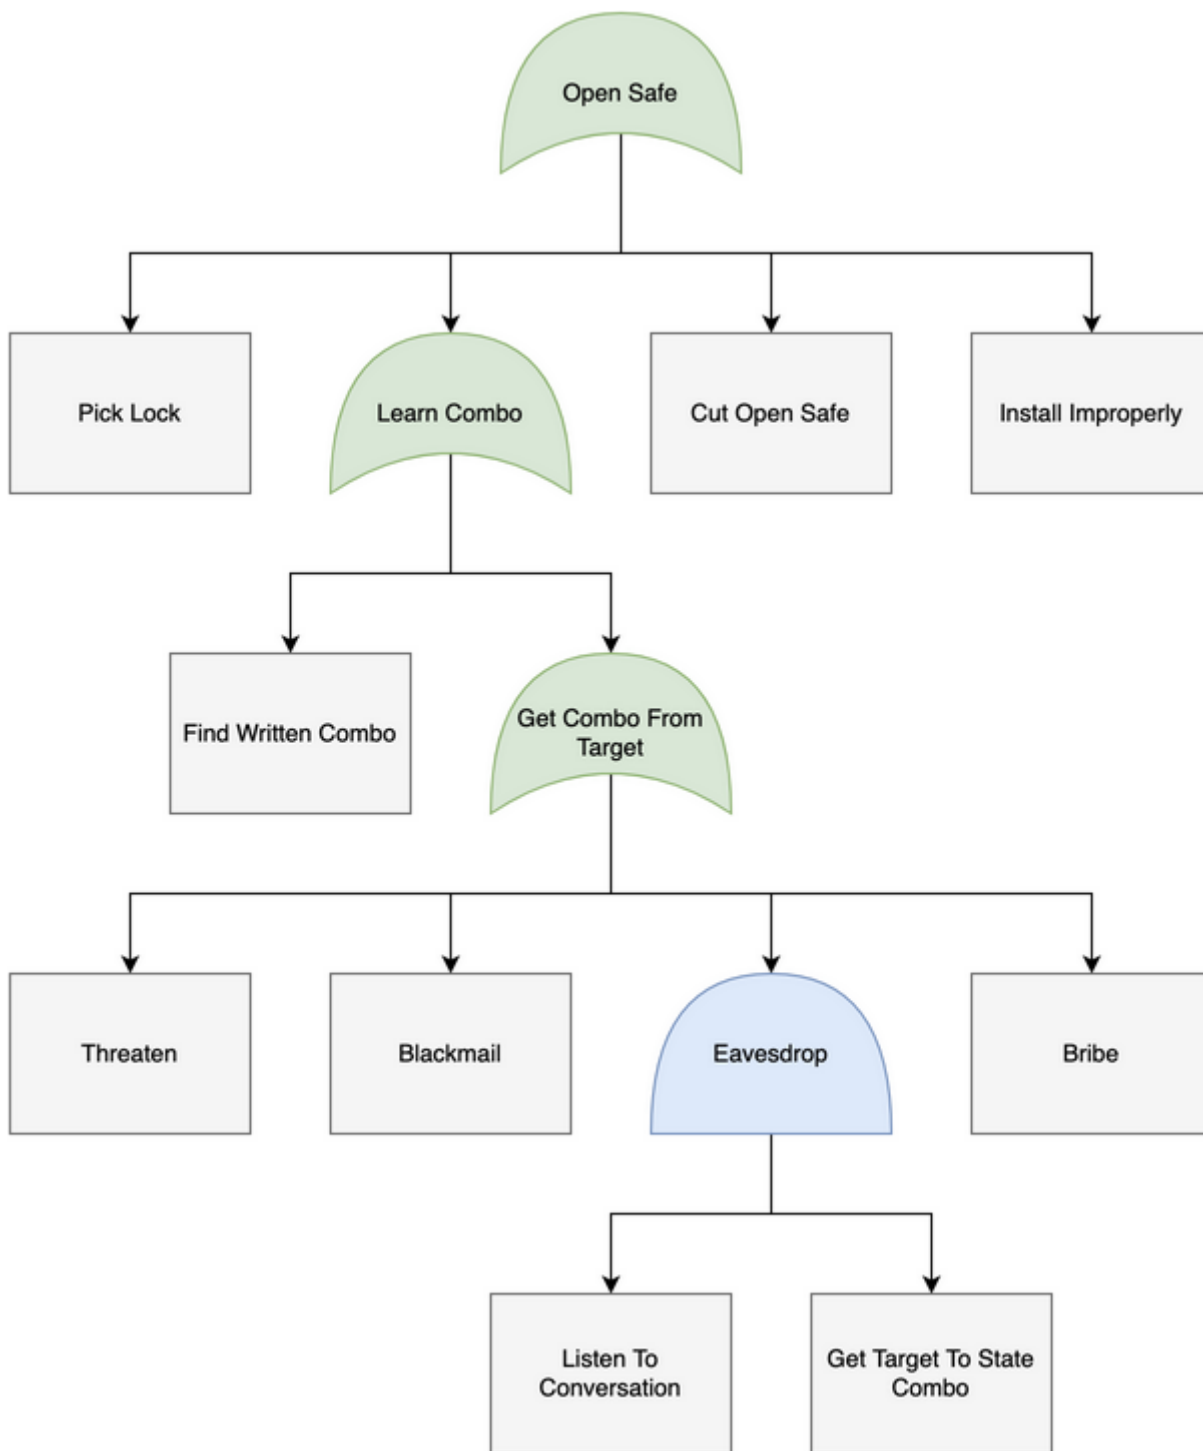 Open Safe
Pick Lock
Learn Combo
Cut Open Safe
Install Improperly
Find Written Combo
Get Combo From
Target
Threaten
Blackmail
Eavesdrop
Bribe
Listen To
Conversation
Get Target To State
Combo